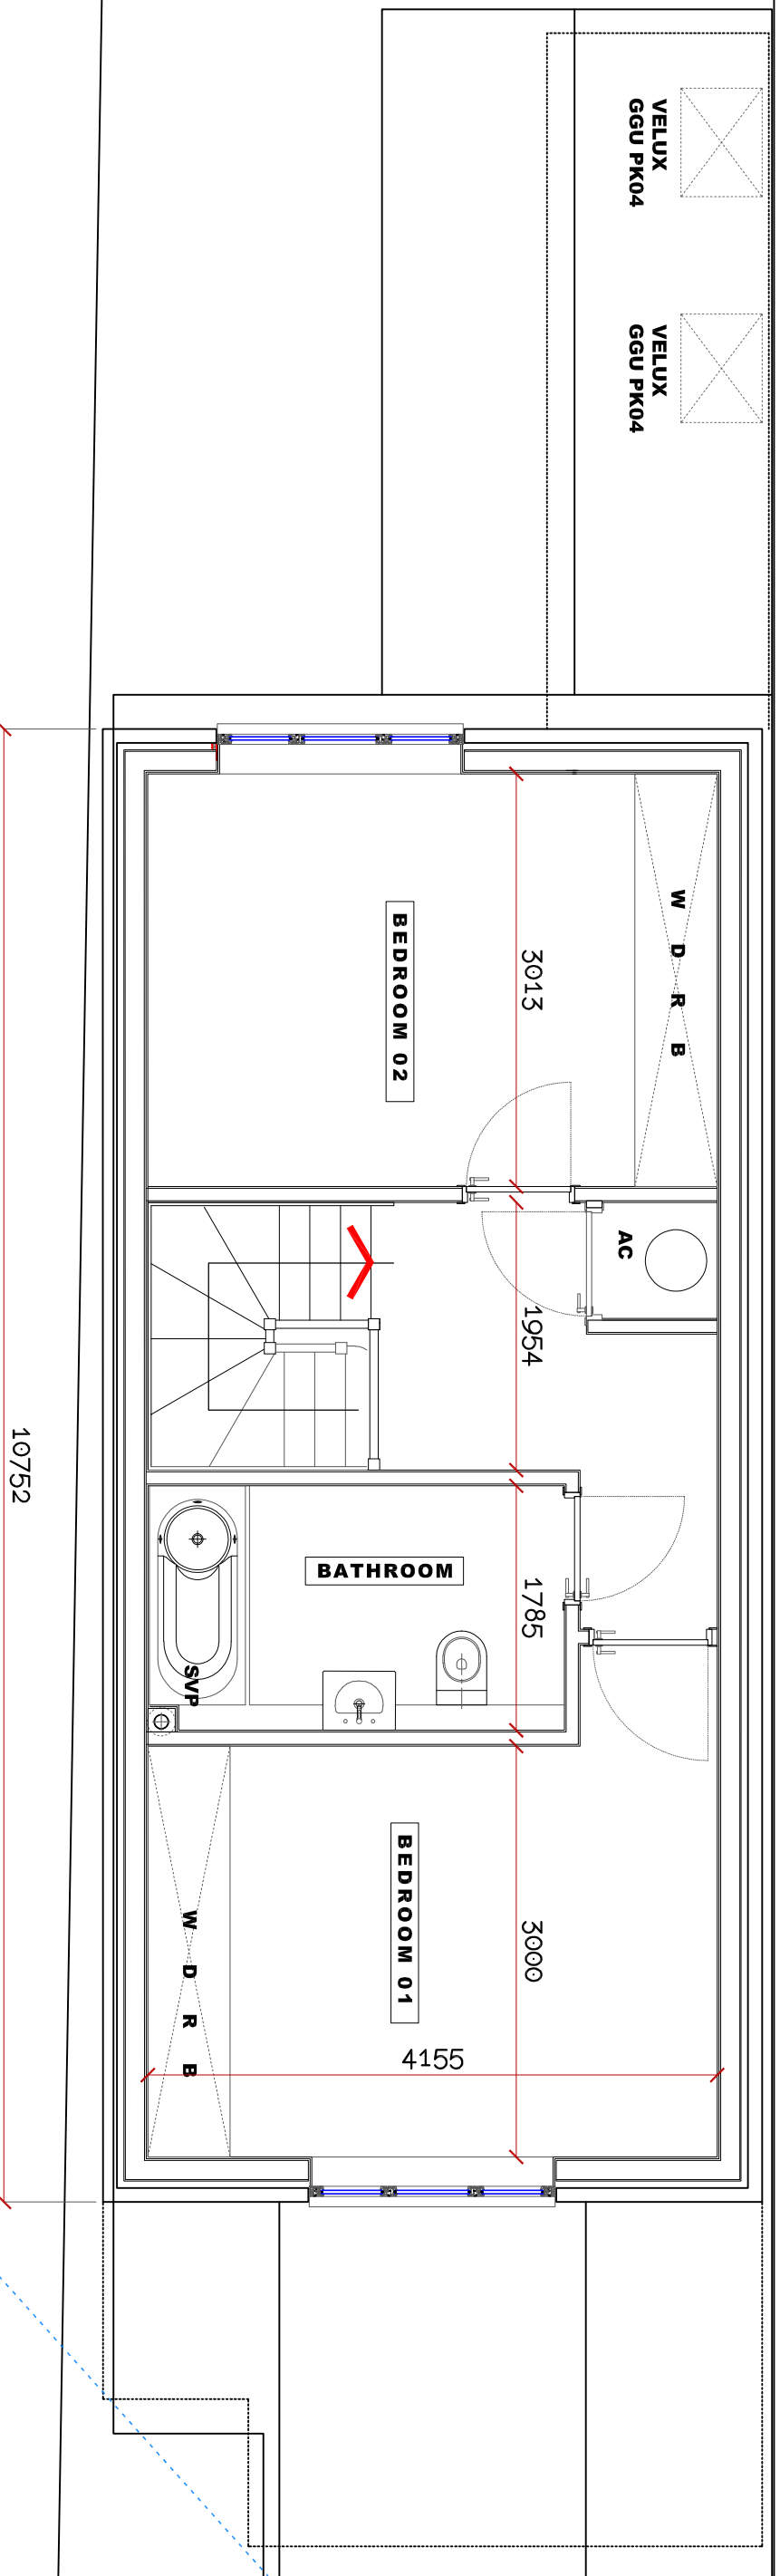 VELUX
GGU PK04
VELUX
GGU PK04
W D R B
BEDROOM 02
3013
AC
1954
10752
BATHROOM
1785
SVP
BEDROOM 01
3000
W D R B
4155